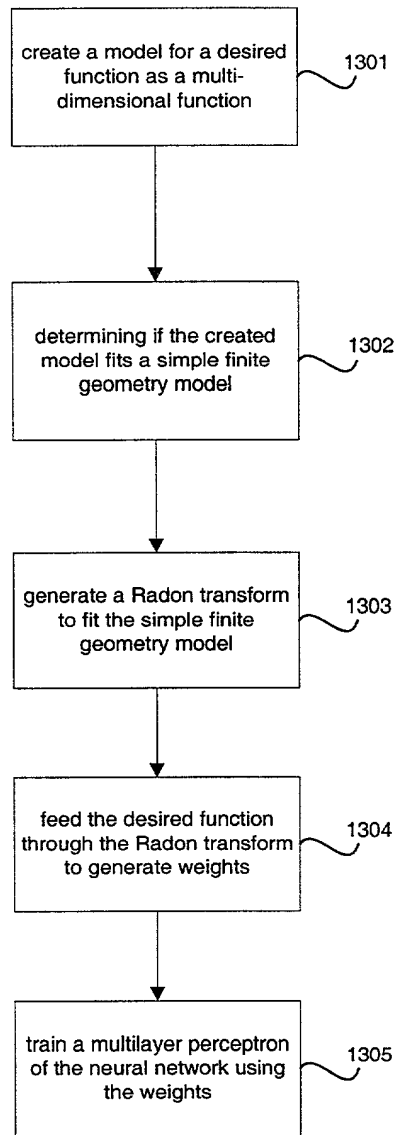 create a model for a desired
function as a multi-
dimensional function
1301
determining if the created
model fits a simple finite
geometry model
1302
generate a Radon transform
to fit the simple finite
geometry model
1303
feed the desired function
through the Radon transform
to generate weights
1304
train a multilayer perceptron
of the neural network using
the weights
1305